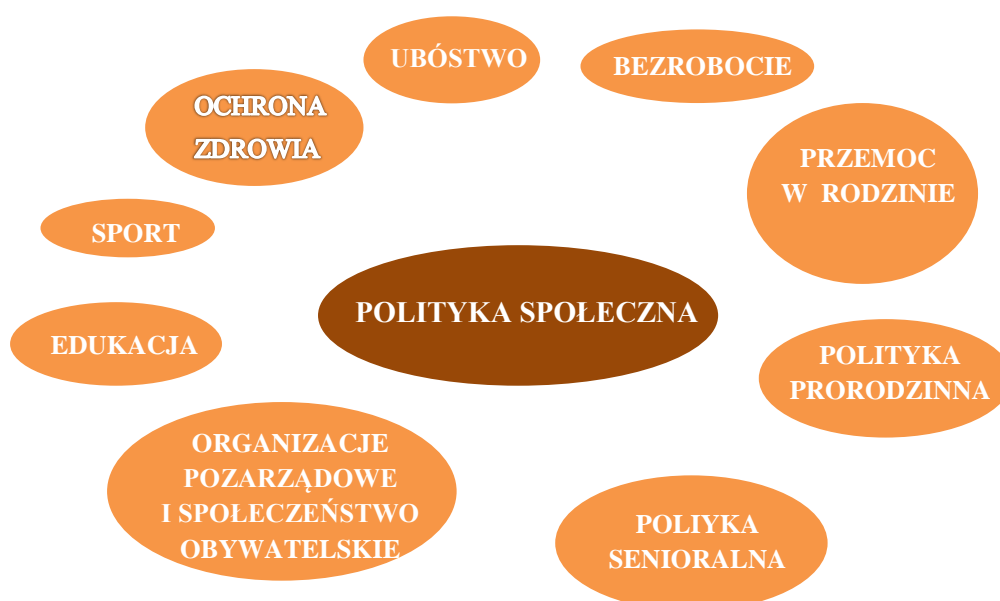 UBÓSTWO
BEZROBOCIE
OCHRONA
ZDROWIA
PRZEMOC
W RODZINIE
SPORT
POLITYKA SPOŁECZNA
EDUKACJA
POLITYKA
PRORODZINNA
ORGANIZACJE
POZARZĄDOWE
I SPOŁECZEŃSTWO
OBYWATELSKIE
POLIYKA
SENIORALNA